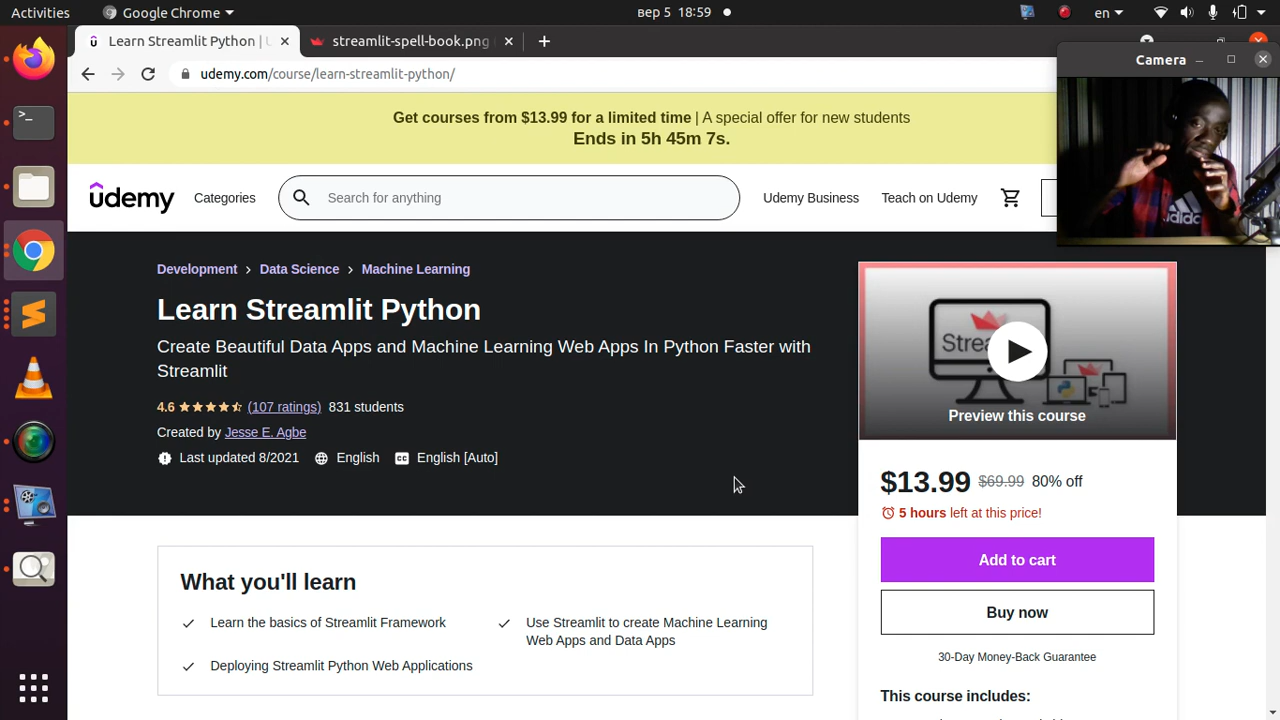 Activities Google Chrome вер 5 18:59 en
Learn Streamlit Python | U
streamlit-spell-book.png
udemy.com/course/learn-streamlit-python/
Camera
Get courses from $13.99 for a limited time | A special offer for new students
Ends in 5h 45m 7s.
udemy Categories Search for anything Udemy Business Teach on Udemy
adidas
Development > Data Science > Machine Learning
Learn Streamlit Python
Create Beautiful Data Apps and Machine Learning Web Apps In Python Faster with
Streamlit
4.6 (107 ratings) 831 students
Created by Jesse E. Agbe
Last updated 8/2021 English CC English [Auto]
Strea
Preview this course
$13.99 $69.99 80% off
5 hours left at this price!
Add to cart
Buy now
30-Day Money-Back Guarantee
This course includes:
What you'll learn
Learn the basics of Streamlit Framework
Use Streamlit to create Machine Learning
Web Apps and Data Apps
Deploying Streamlit Python Web Applications